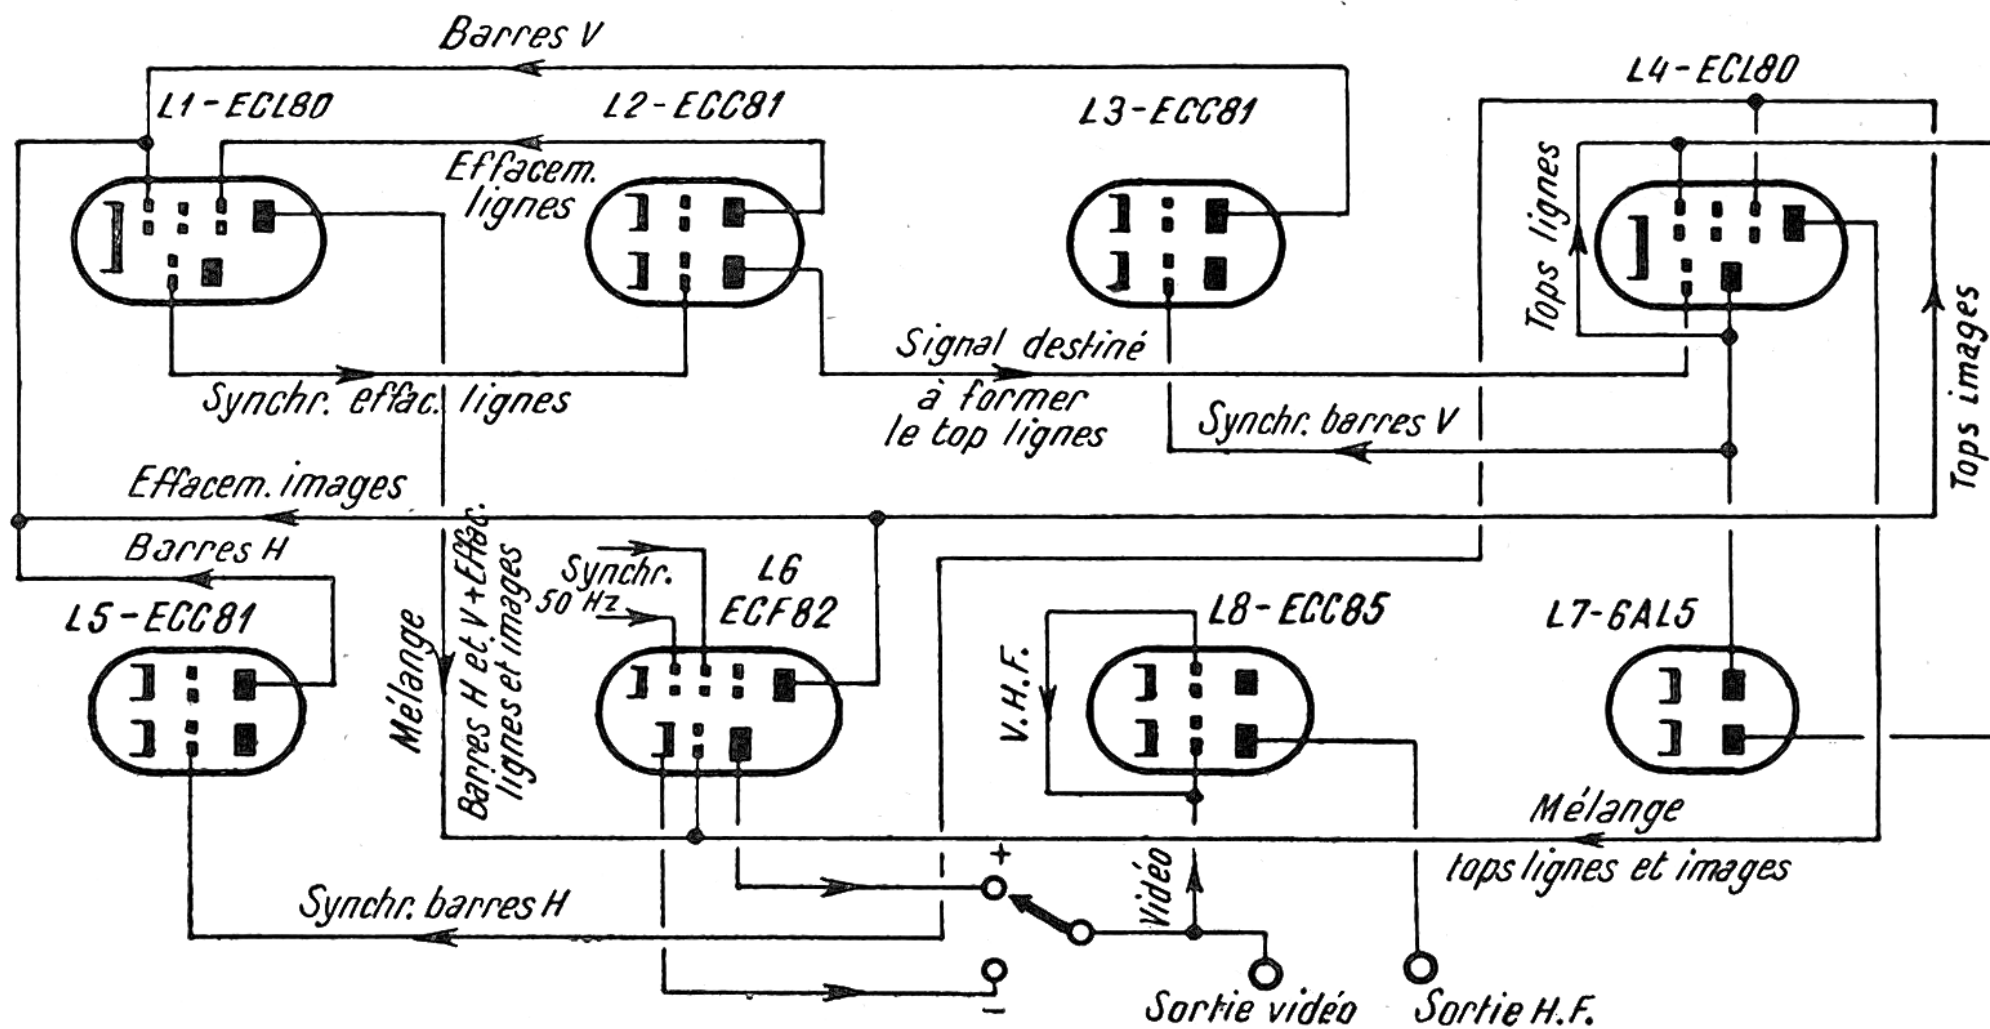 Barres V
L1-ECL80
L2-ECC81
L3-ECC81
L4-ECL80
Effacem.
lignes
Tops lignes
Tops images
Signal destiné
à former
le top lignes
Synchr. effac. lignes
Synchr. barres V
Effacem. images
Barres H
L5-ECC81
Mélange
Barres H et V+Effac.
lignes et images
Synchr.
50 Hz
L6
ECF82
L8-ECC85
L7-6AL5
V.H.F.
Mélange
tops lignes et images
Synchr. barres H
+
-
Vidéo
Sortie vidéo
Sortie H.F.